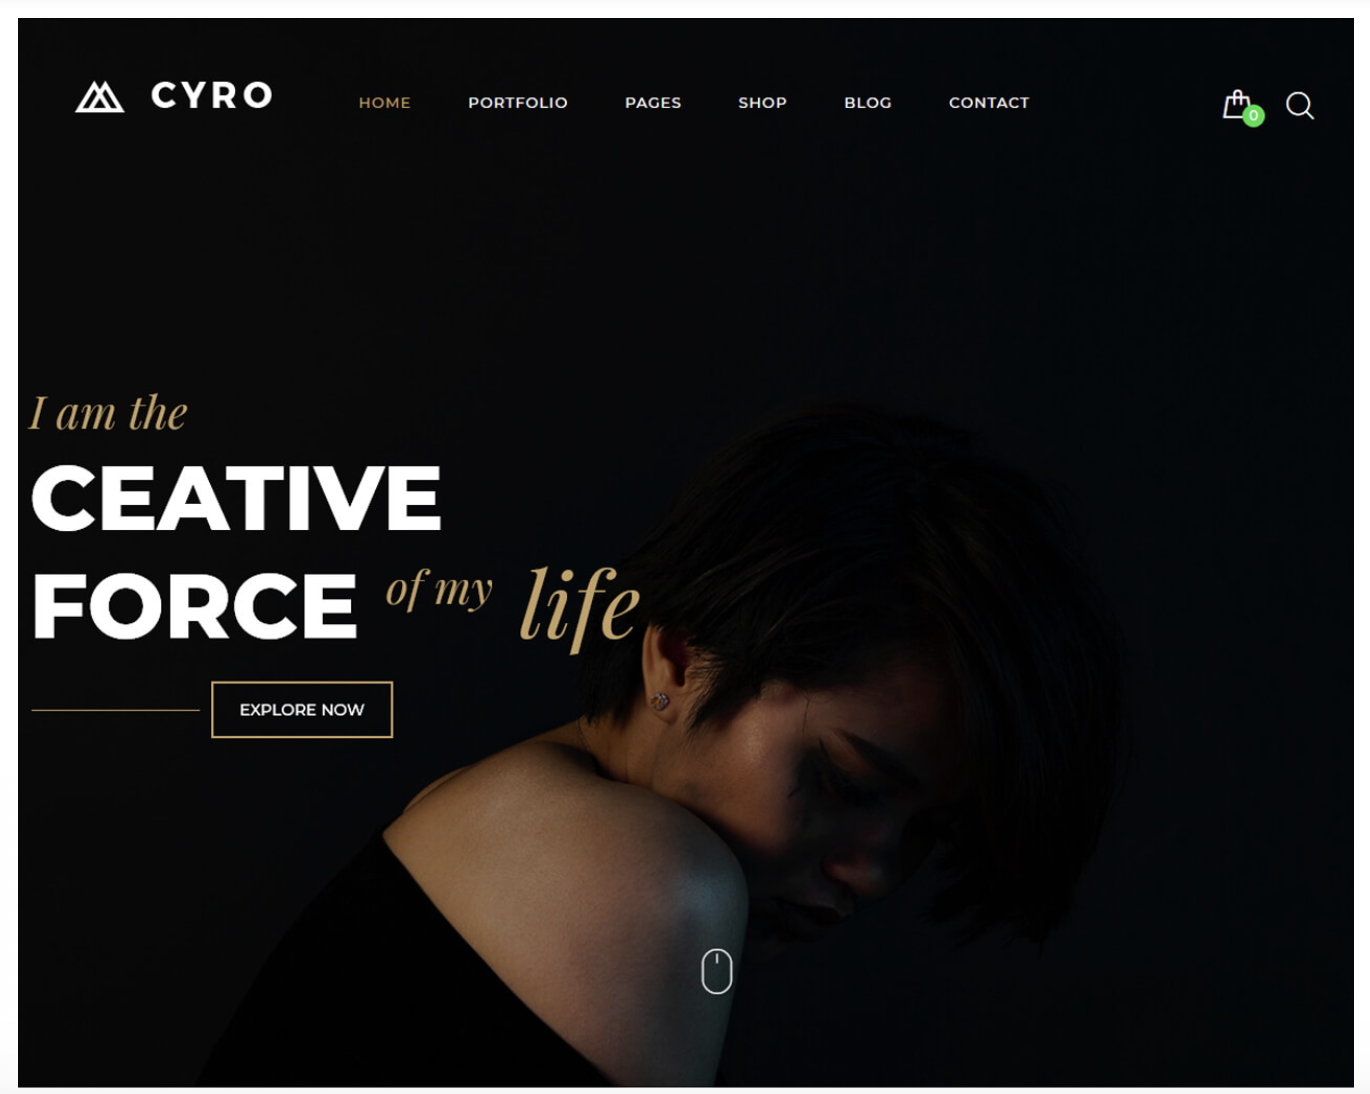 CYRO
HOME PORTFOLIO PAGES SHOP BLOG CONTACT
0
I am the
CEATIVE
FORCE of my life
EXPLORE NOW